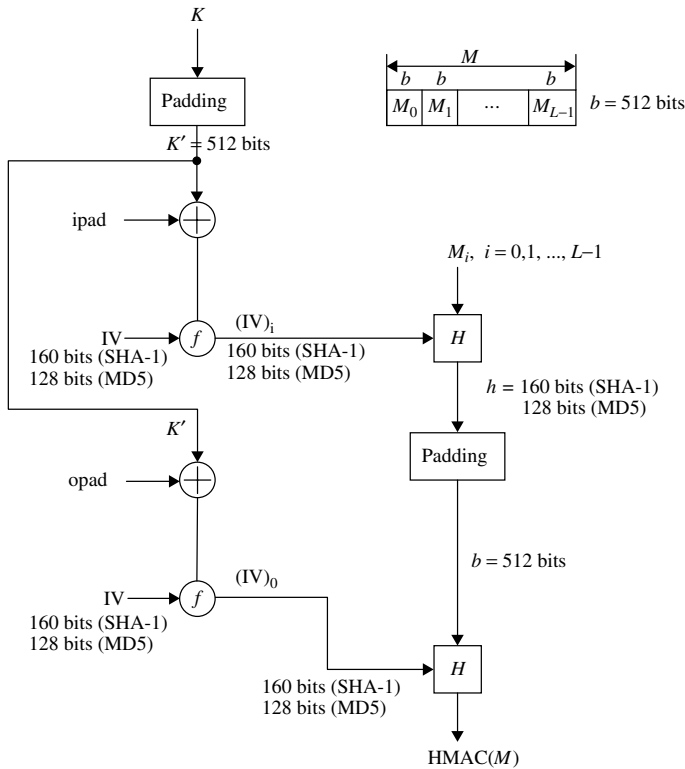 K
Padding
K′ = 512 bits
M
b b b
M₀ M₁ ... M_L−1
b = 512 bits
ipad
IV
f
(IV)ᵢ
160 bits (SHA-1)
128 bits (MD5)
160 bits (SHA-1)
128 bits (MD5)
Mᵢ, i = 0,1, ..., L−1
H
h = 160 bits (SHA-1)
128 bits (MD5)
K′
Padding
opad
b = 512 bits
IV
f
(IV)₀
160 bits (SHA-1)
128 bits (MD5)
H
160 bits (SHA-1)
128 bits (MD5)
HMAC(M)